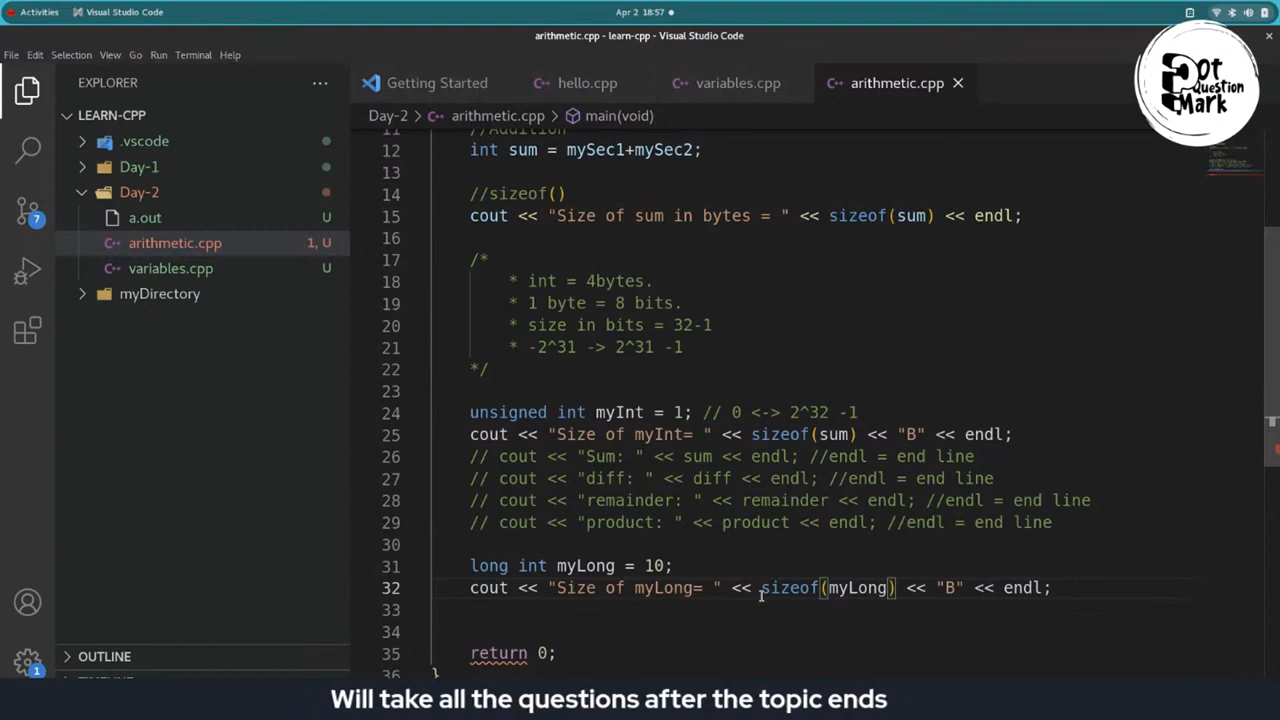 Activities Visual Studio Code Apr 2 18:57
arithmetic.cpp - learn-cpp - Visual Studio Code
File Edit Selection View Go Run Terminal Help
Dot Question Mark
EXPLORER
Getting Started hello.cpp variables.cpp arithmetic.cpp
LEARN-CPP
.vscode
Day-1
Day-2
a.out U
arithmetic.cpp 1, U
variables.cpp U
myDirectory
7
1
OUTLINE
Day-2 > arithmetic.cpp > main(void)
11 //Addition
12 int sum = mySec1+mySec2;
13
14 //sizeof()
15 cout << "Size of sum in bytes = " << sizeof(sum) << endl;
16
17 /*
18 * int = 4bytes.
19 * 1 byte = 8 bits.
20 * size in bits = 32-1
21 * -2^31 -> 2^31 -1
22 */
23
24 unsigned int myInt = 1; // 0 <-> 2^32 -1
25 cout << "Size of myInt= " << sizeof(sum) << "B" << endl;
26 // cout << "Sum: " << sum << endl; //endl = end line
27 // cout << "diff: " << diff << endl; //endl = end line
28 // cout << "remainder: " << remainder << endl; //endl = end line
29 // cout << "product: " << product << endl; //endl = end line
30
31 long int myLong = 10;
32 cout << "Size of myLong= " << sizeof(myLong) << "B" << endl;
33
34
35 return 0;
36 }
Will take all the questions after the topic ends